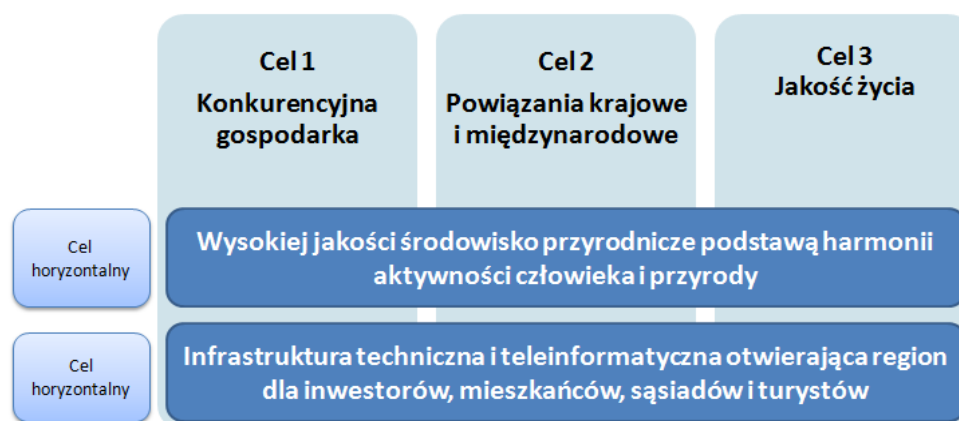 Cel 1
Konkurencyjna
gospodarka
Cel 2
Powiązania krajowe
i międzynarodowe
Cel 3
Jakość życia
Cel
horyzontalny
Wysokiej jakości środowisko przyrodnicze podstawą harmonii
aktywności człowieka i przyrody
Cel
horyzontalny
Infrastruktura techniczna i teleinformatyczna otwierająca region
dla inwestorów, mieszkańców, sąsiadów i turystów